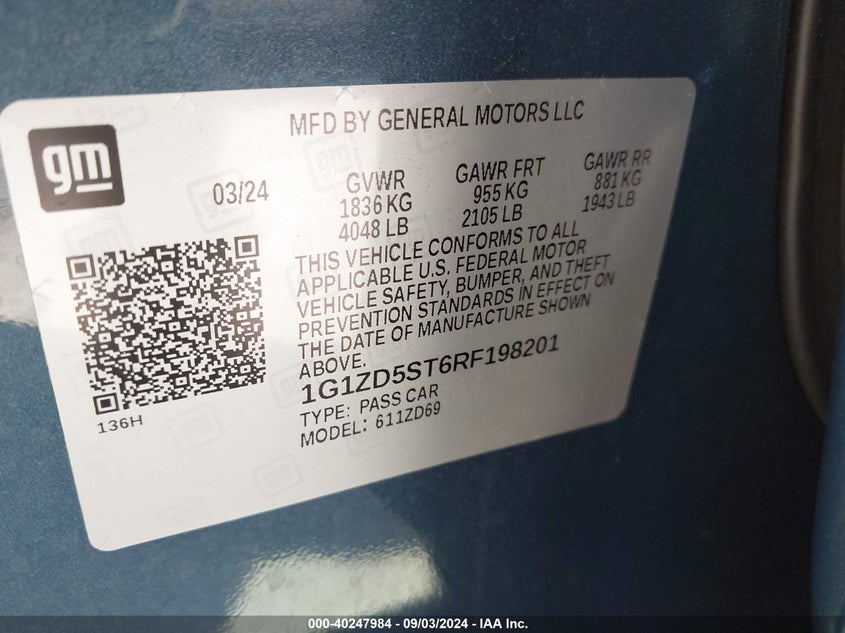 MFD BY GENERAL MOTORS LLC
gm
03/24
GVWR
1836 KG
4048 LB
GAWR FRT
955 KG
2105 LB
GAWR RR
881 KG
1943 LB
THIS VEHICLE CONFORMS TO ALL
APPLICABLE U.S. FEDERAL MOTOR
VEHICLE SAFETY, BUMPER, AND THEFT
PREVENTION STANDARDS IN EFFECT ON
THE DATE OF MANUFACTURE SHOWN
ABOVE.
1G1ZD5ST6RF198201
TYPE: PASS CAR
MODEL: 611ZD69
136H
000-40247984 - 09/03/2024 - IAA Inc.